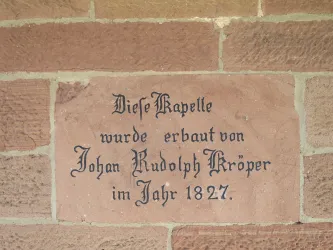 Dieſe Kapelle
wurde erbaut von
Johan Rudolph Kröper
im Jahr 1827.